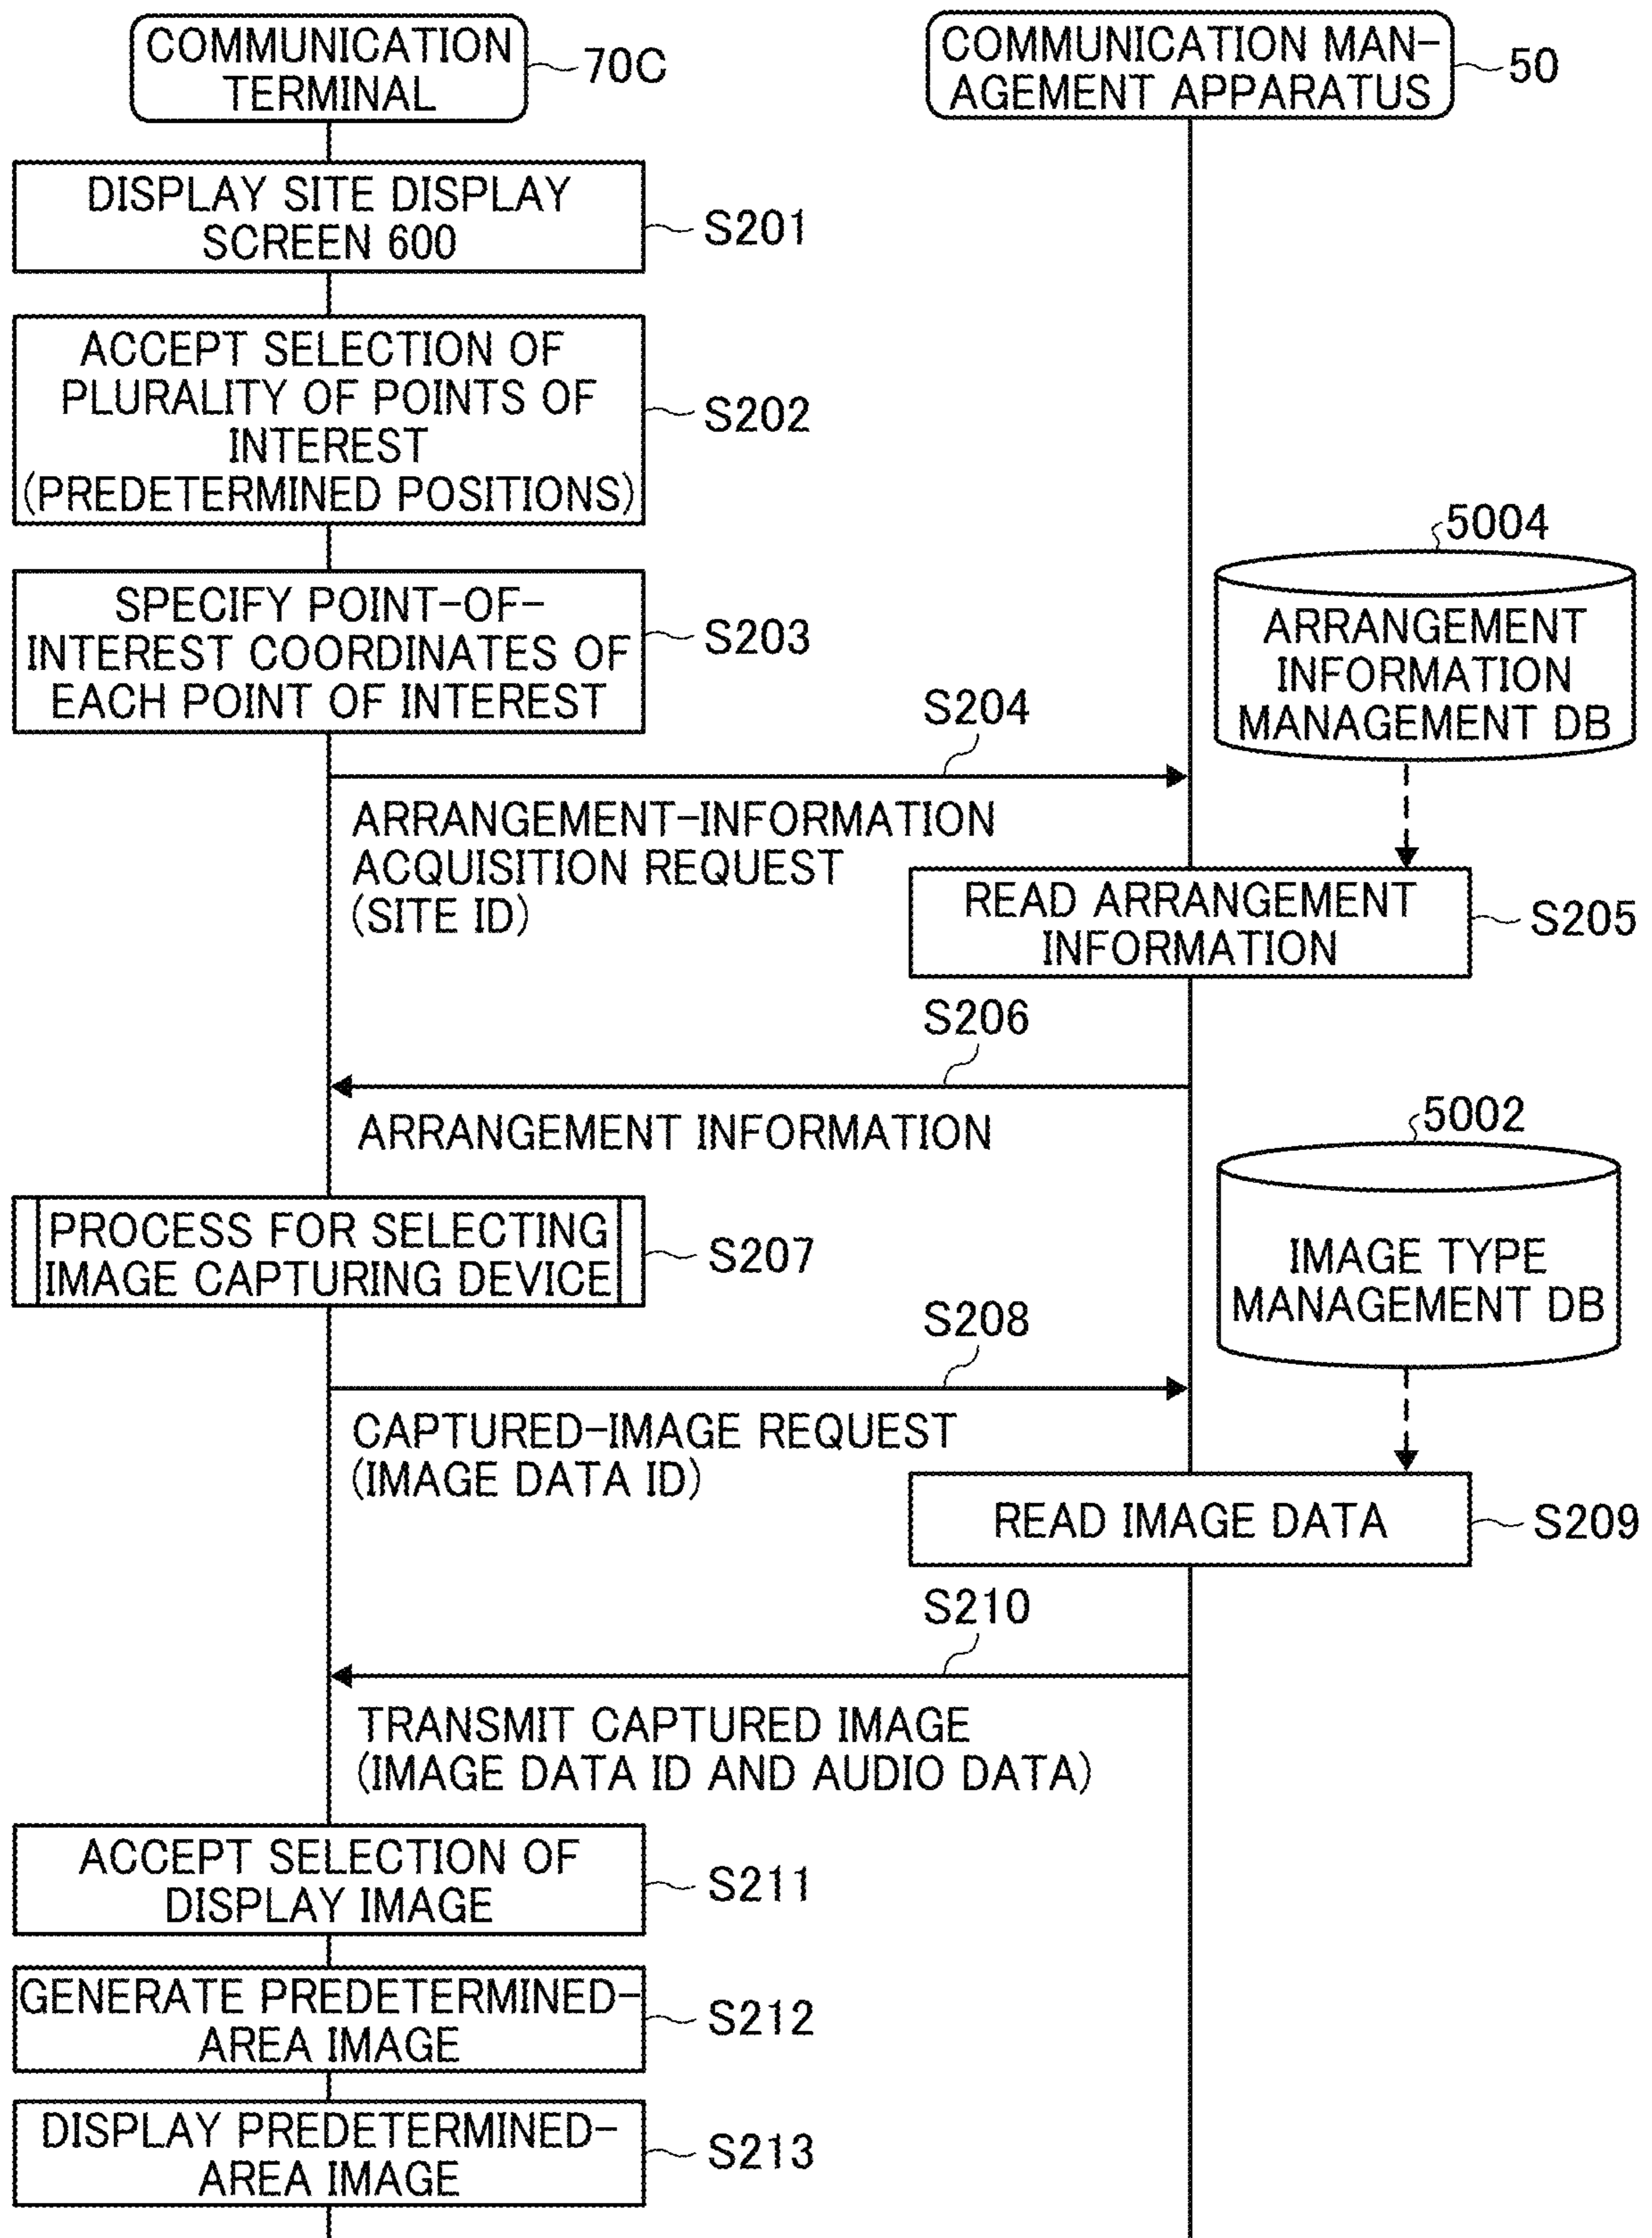 COMMUNICATION
TERMINAL
70C
COMMUNICATION MAN-
AGEMENT APPARATUS
50
DISPLAY SITE DISPLAY
SCREEN 600
S201
ACCEPT SELECTION OF
PLURALITY OF POINTS OF
INTEREST
(PREDETERMINED POSITIONS)
S202
SPECIFY POINT-OF-
INTEREST COORDINATES OF
EACH POINT OF INTEREST
S203
5004
ARRANGEMENT
INFORMATION
MANAGEMENT DB
S204
ARRANGEMENT-INFORMATION
ACQUISITION REQUEST
(SITE ID)
READ ARRANGEMENT
INFORMATION
S205
S206
ARRANGEMENT INFORMATION
5002
IMAGE TYPE
MANAGEMENT DB
PROCESS FOR SELECTING
IMAGE CAPTURING DEVICE
S207
S208
CAPTURED-IMAGE REQUEST
(IMAGE DATA ID)
READ IMAGE DATA
S209
S210
TRANSMIT CAPTURED IMAGE
(IMAGE DATA ID AND AUDIO DATA)
ACCEPT SELECTION OF
DISPLAY IMAGE
S211
GENERATE PREDETERMINED-
AREA IMAGE
S212
DISPLAY PREDETERMINED-
AREA IMAGE
S213